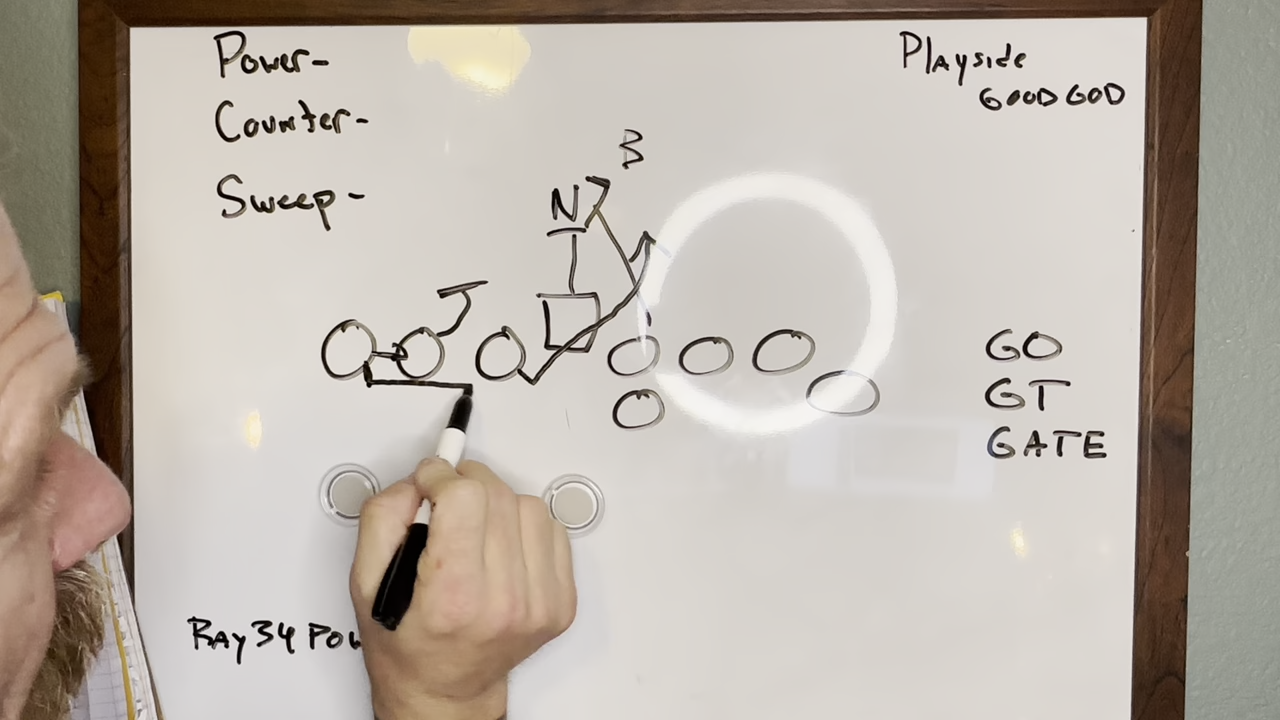 Power-
Counter-
Sweep-
Playside
GOOD GOD
B
N
GO
GT
GATE
RAy 34 POW